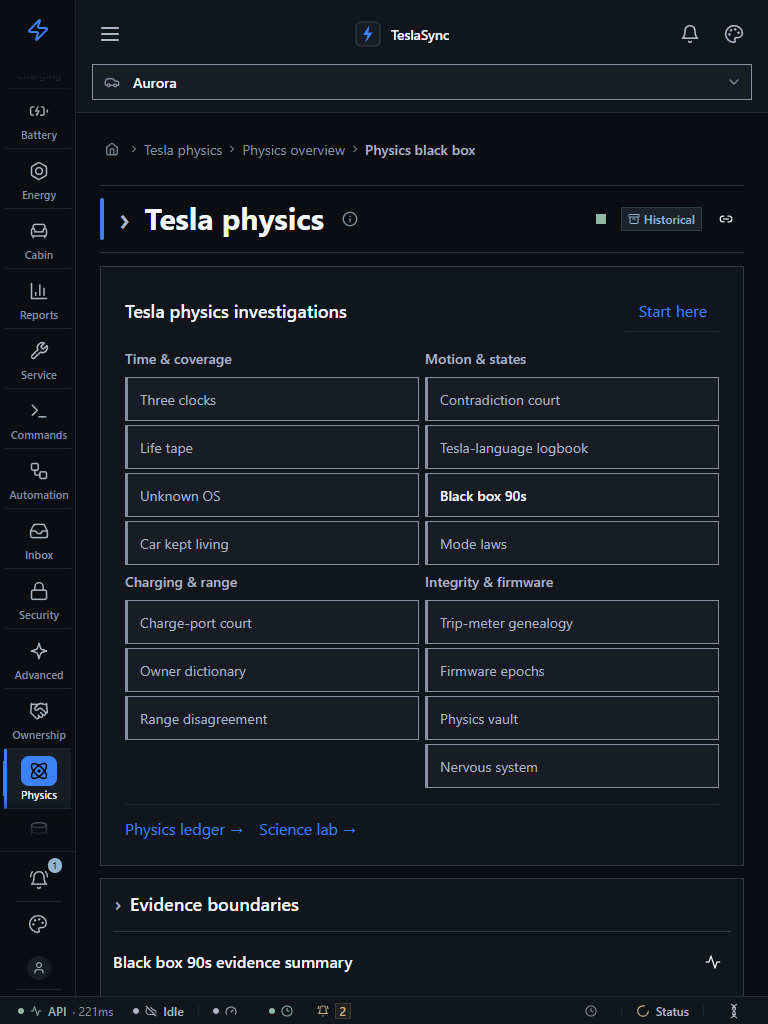 TeslaSync
Aurora
Charging
Battery
Energy
Cabin
Reports
Service
Commands
Automation
Inbox
Security
Advanced
Ownership
Physics
1
Tesla physics
Physics overview
Physics black box
Tesla physics
Historical
Tesla physics investigations
Start here
Time & coverage
Three clocks
Life tape
Unknown OS
Car kept living
Motion & states
Contradiction court
Tesla-language logbook
Black box 90s
Mode laws
Charging & range
Charge-port court
Owner dictionary
Range disagreement
Integrity & firmware
Trip-meter genealogy
Firmware epochs
Physics vault
Nervous system
Physics ledger →
Science lab →
Evidence boundaries
Black box 90s evidence summary
API · 221ms
Idle
2
Status